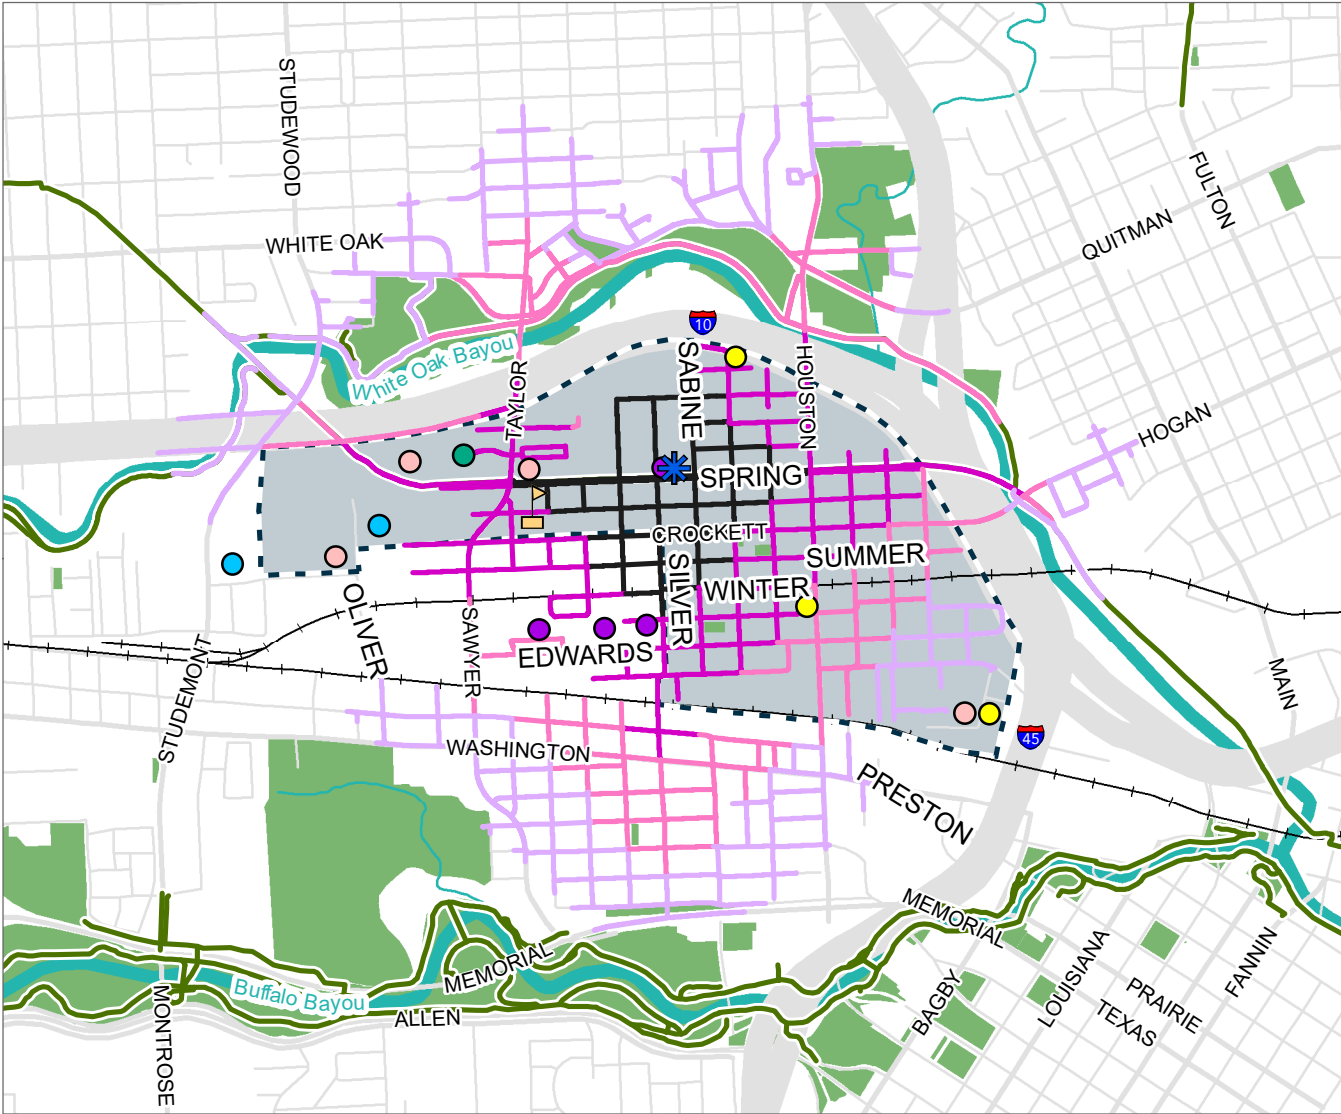 STUDEWOOD
FULTON
QUITMAN
WHITE OAK
10
White Oak Bayou
TAYLOR
SABINE
HOUSTON
HOGAN
SPRING
CROCKETT
SUMMER
SILVER
WINTER
OLIVER
SAWYER
EDWARDS
STUDEMONT
MAIN
45
WASHINGTON
PRESTON
MEMORIAL
MEMORIAL
Buffalo Bayou
MONTROSE
ALLEN
BAGBY
LOUISIANA
FANNIN
PRAIRIE
TEXAS